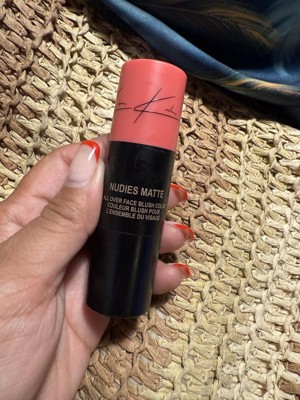 NUDIES MATTE
ALL OVER FACE BLUSH COLOR
COULEUR BLUSH POUR
L'ENSEMBLE DU VISAGE